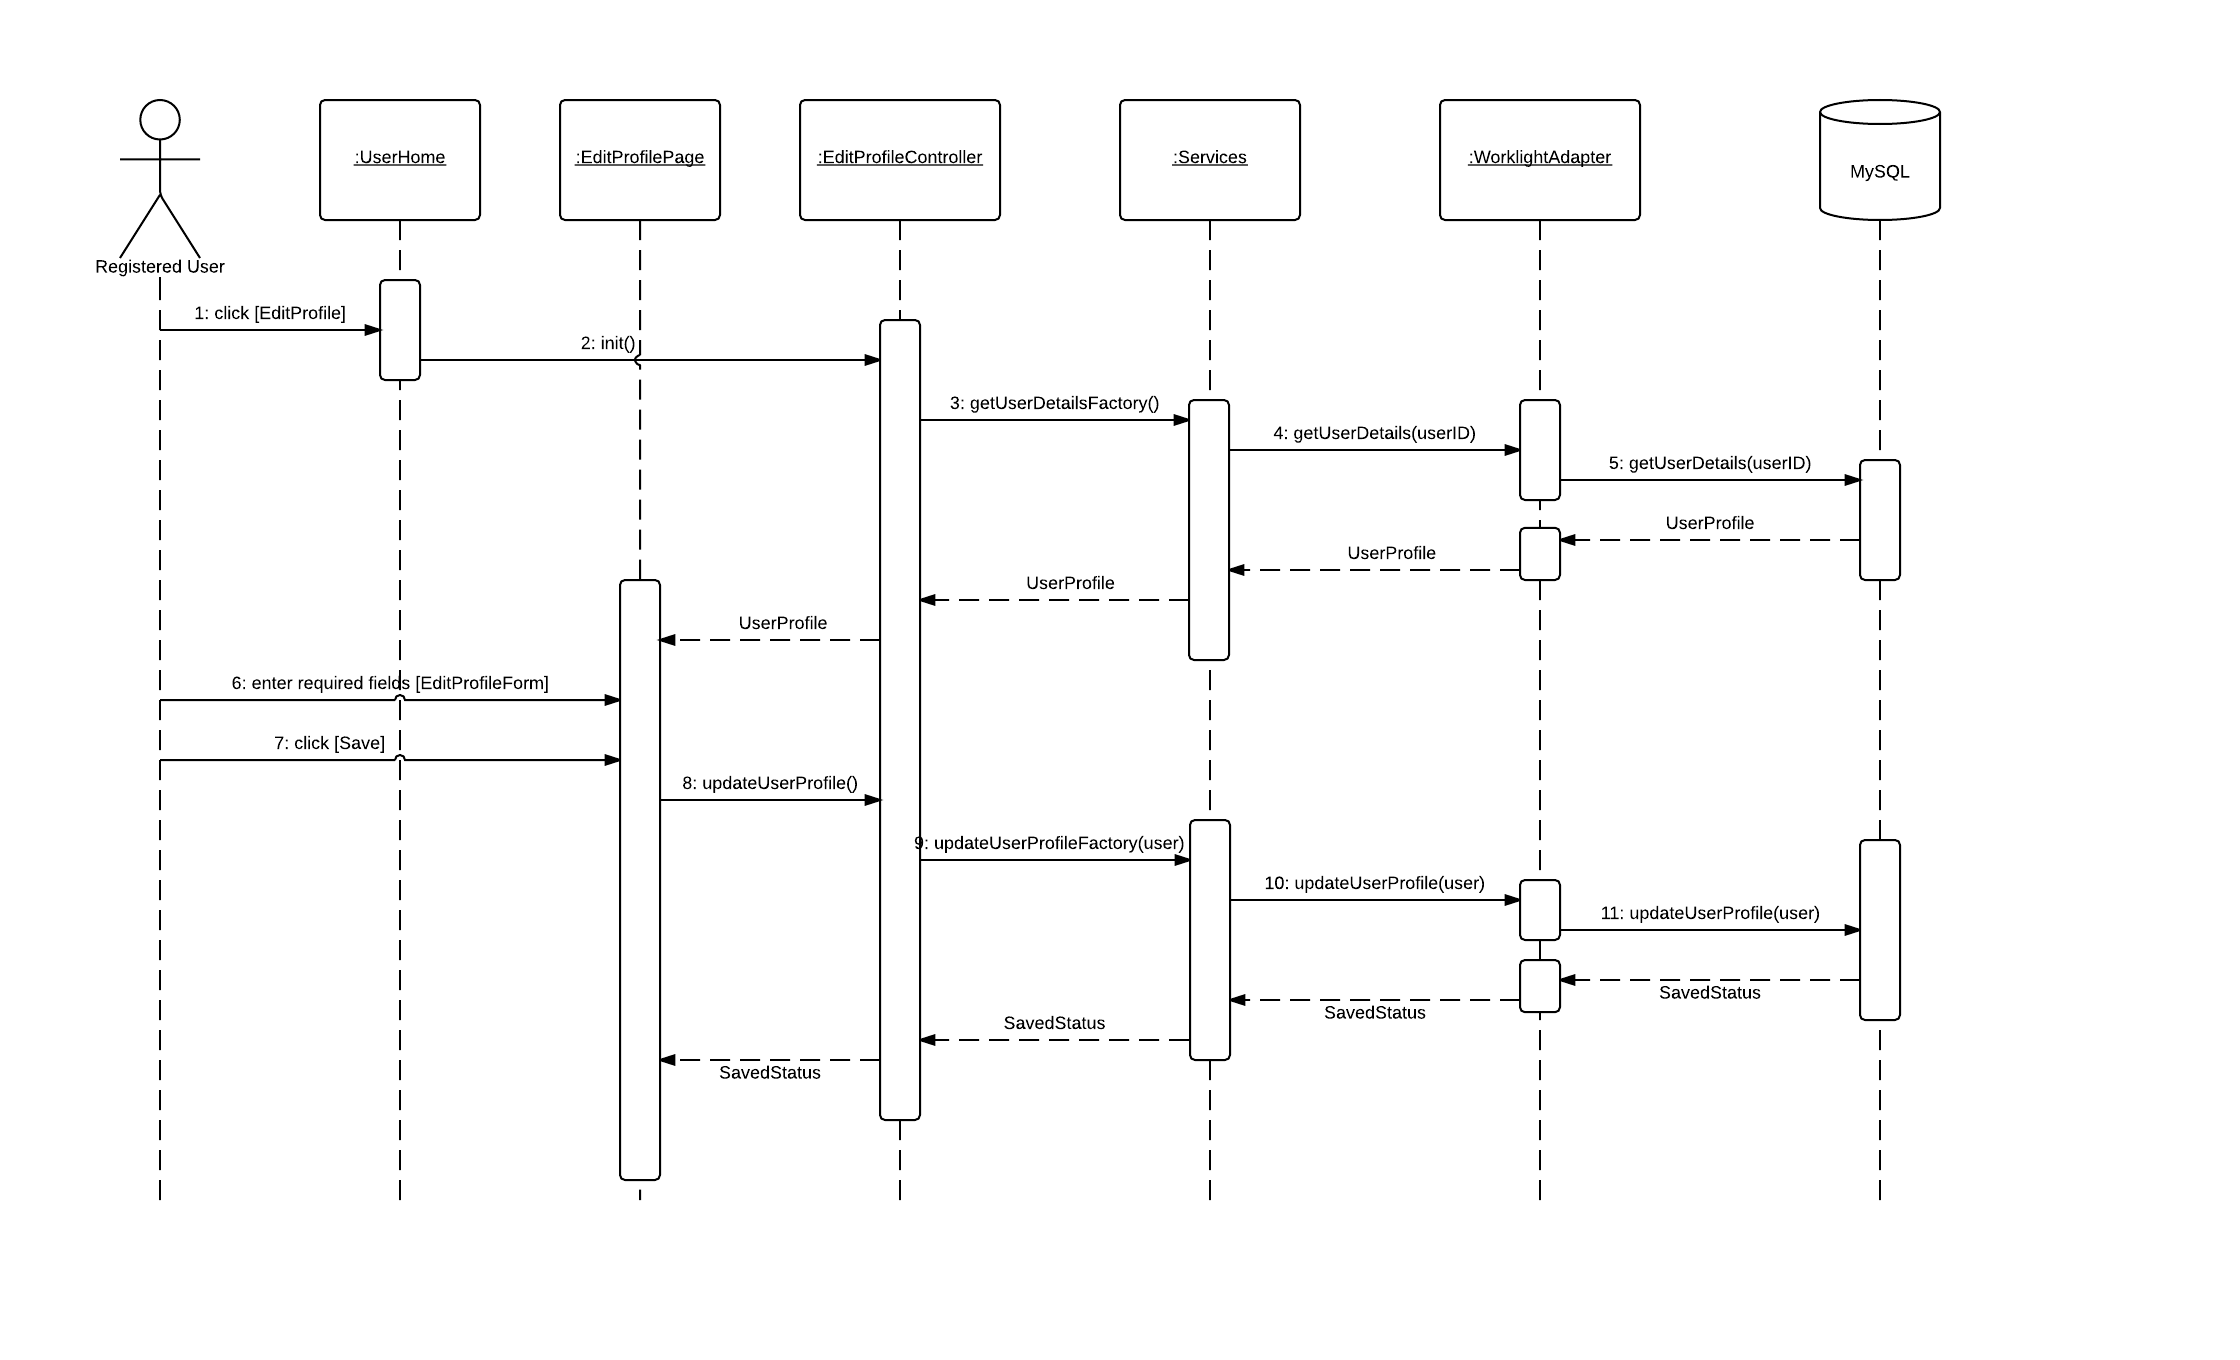 :UserHome
:EditProfilePage
:EditProfileController
:Services
:WorklightAdapter
MySQL
Registered User
1: click [EditProfile]
2: init()
3: getUserDetailsFactory()
4: getUserDetails(userID)
5: getUserDetails(userID)
UserProfile
UserProfile
UserProfile
UserProfile
6: enter required fields [EditProfileForm]
7: click [Save]
8: updateUserProfile()
9: updateUserProfileFactory(user)
10: updateUserProfile(user)
11: updateUserProfile(user)
SavedStatus
SavedStatus
SavedStatus
SavedStatus